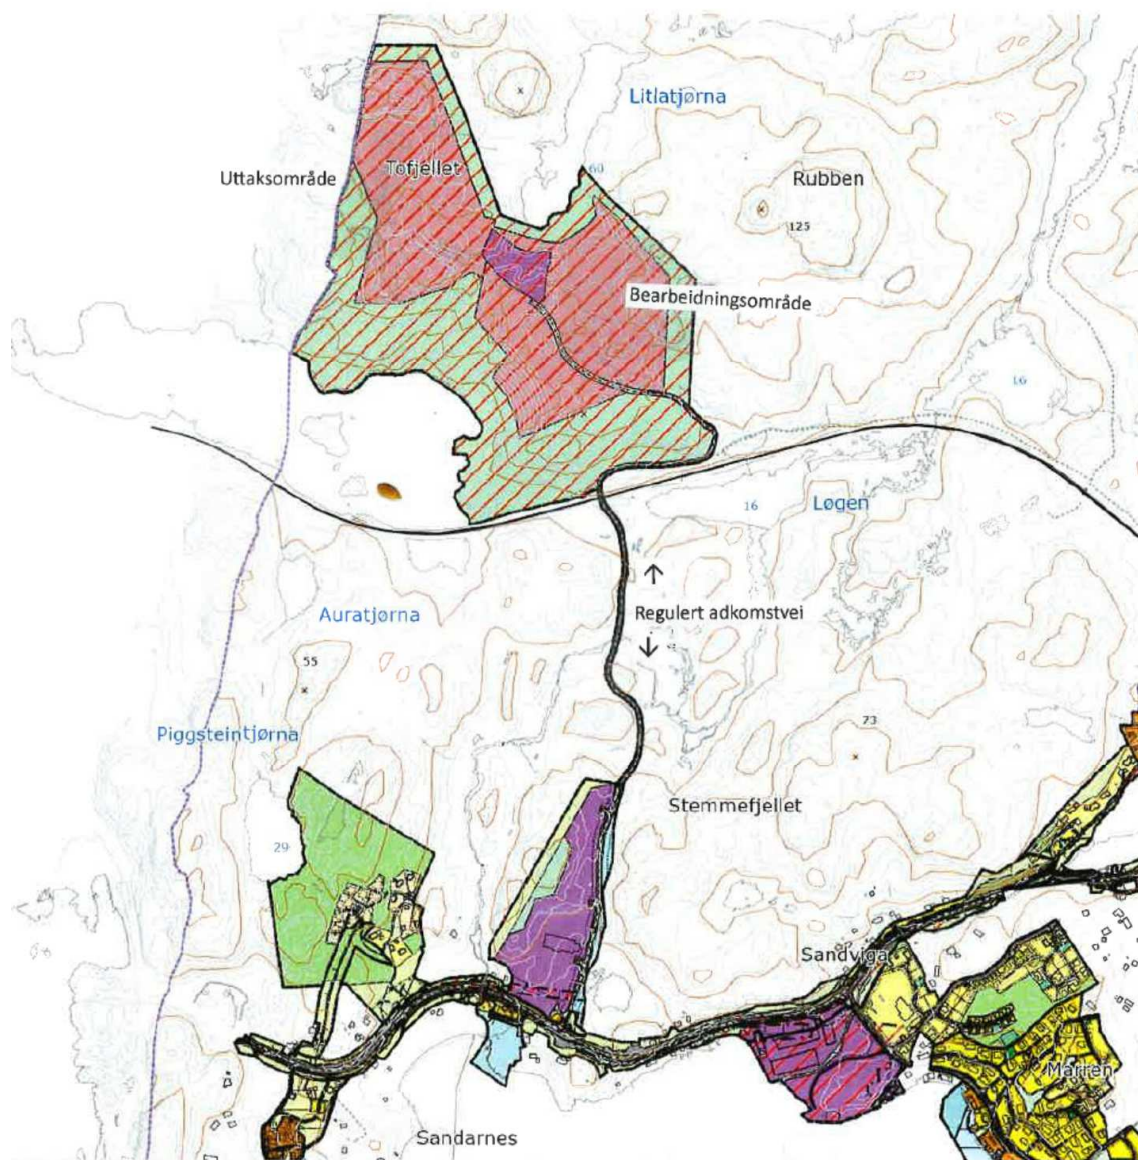 Litlatjørna
Uttaksområde
Tofjellet
60
Rubben
125
Bearbeidningsområde
16
16
Løgen
Auratjørna
Regulert adkomstvei
55
73
Piggsteintjørna
Stemmefjellet
29
Sandviga
Marren
Sandarnes